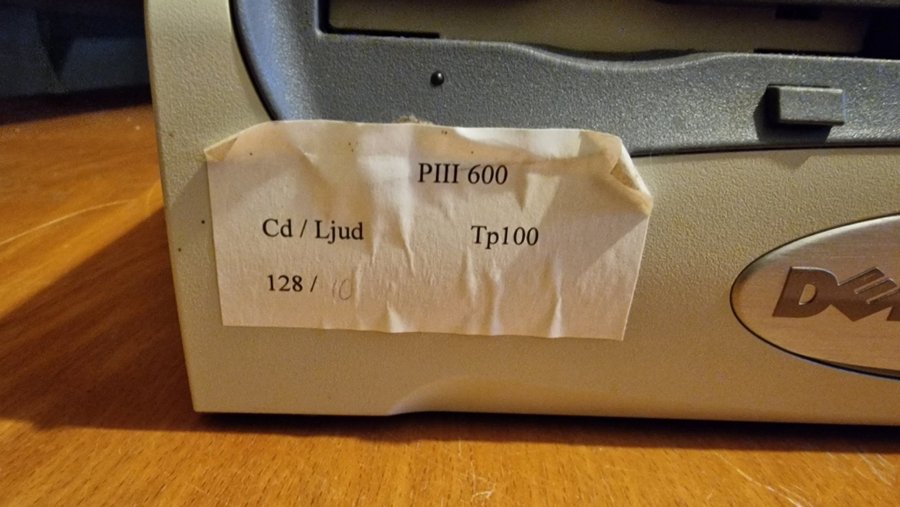 PIII 600
Cd / Ljud Tp100
128 / 10
DELL